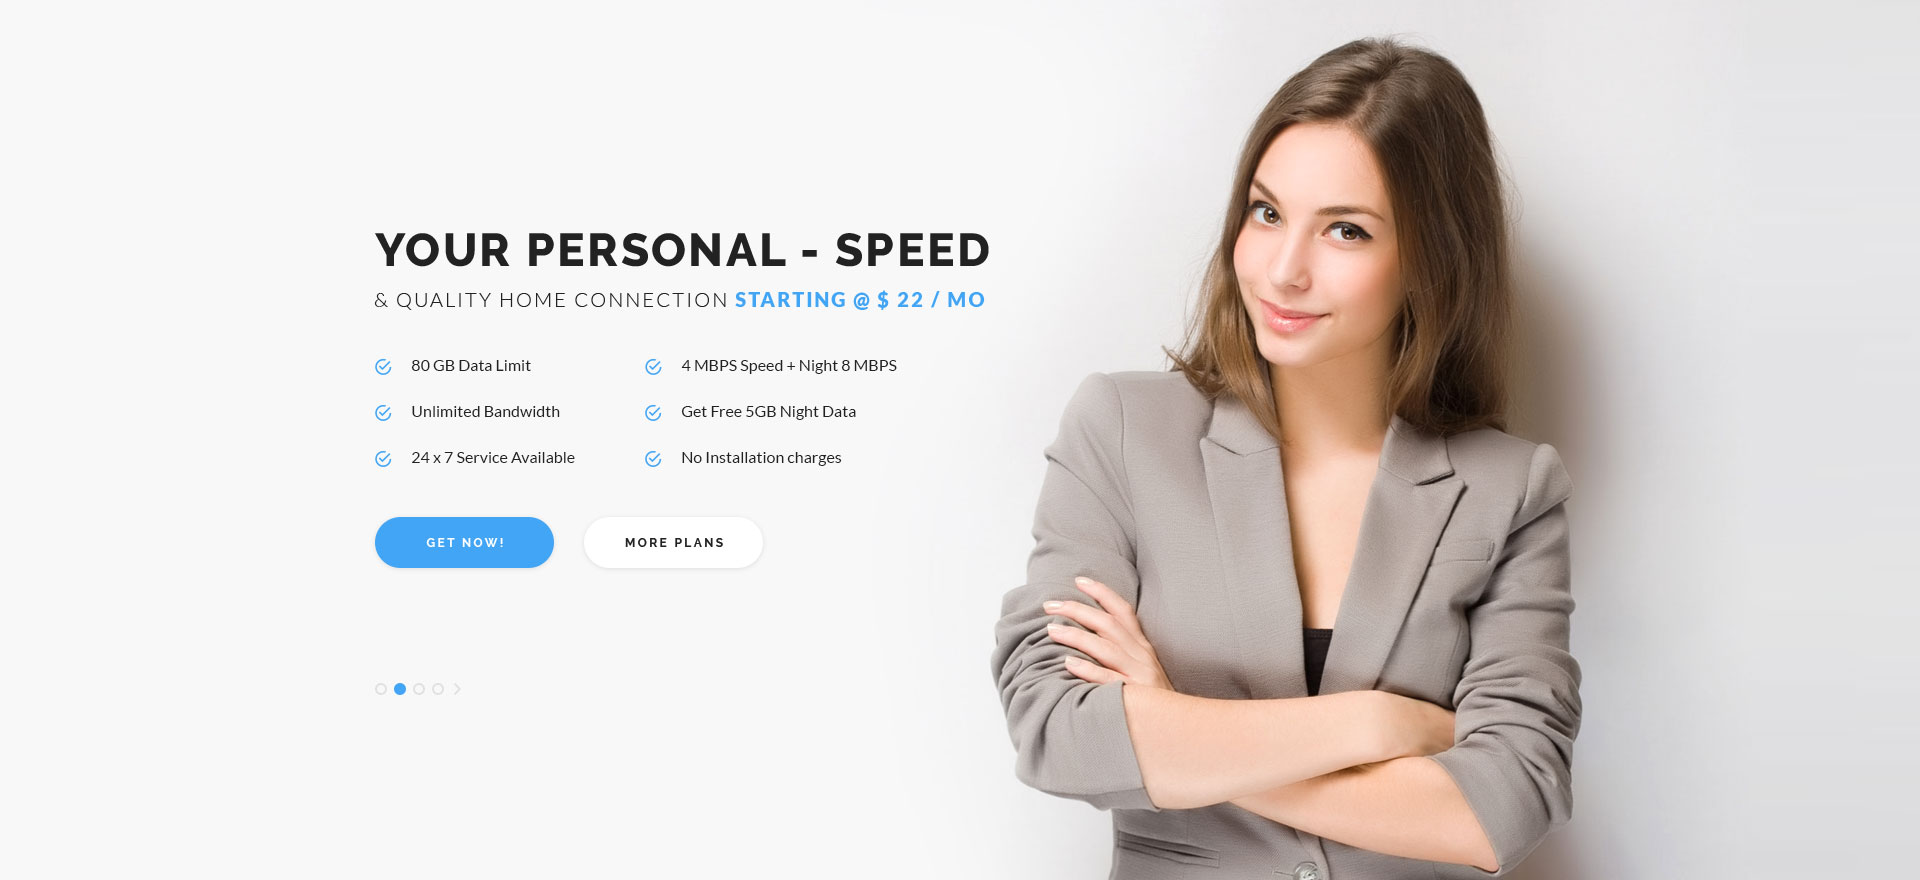 YOUR PERSONAL - SPEED
& QUALITY HOME CONNECTION STARTING @ $ 22 / MO
80 GB Data Limit
4 MBPS Speed + Night 8 MBPS
Unlimited Bandwidth
Get Free 5GB Night Data
24 x 7 Service Available
No Installation charges
GET NOW!
MORE PLANS